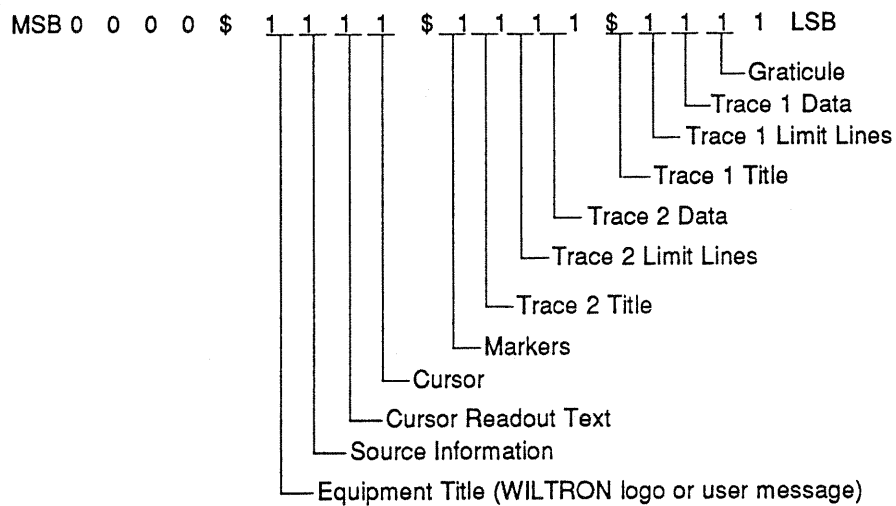 MSB 0 0 0 0 $ 1 1 1 1 $ 1 1 1 1 $ 1 1 1 1 LSB
Graticule
Trace 1 Data
Trace 1 Limit Lines
Trace 1 Title
Trace 2 Data
Trace 2 Limit Lines
Trace 2 Title
Markers
Cursor
Cursor Readout Text
Source Information
Equipment Title (WILTRON logo or user message)